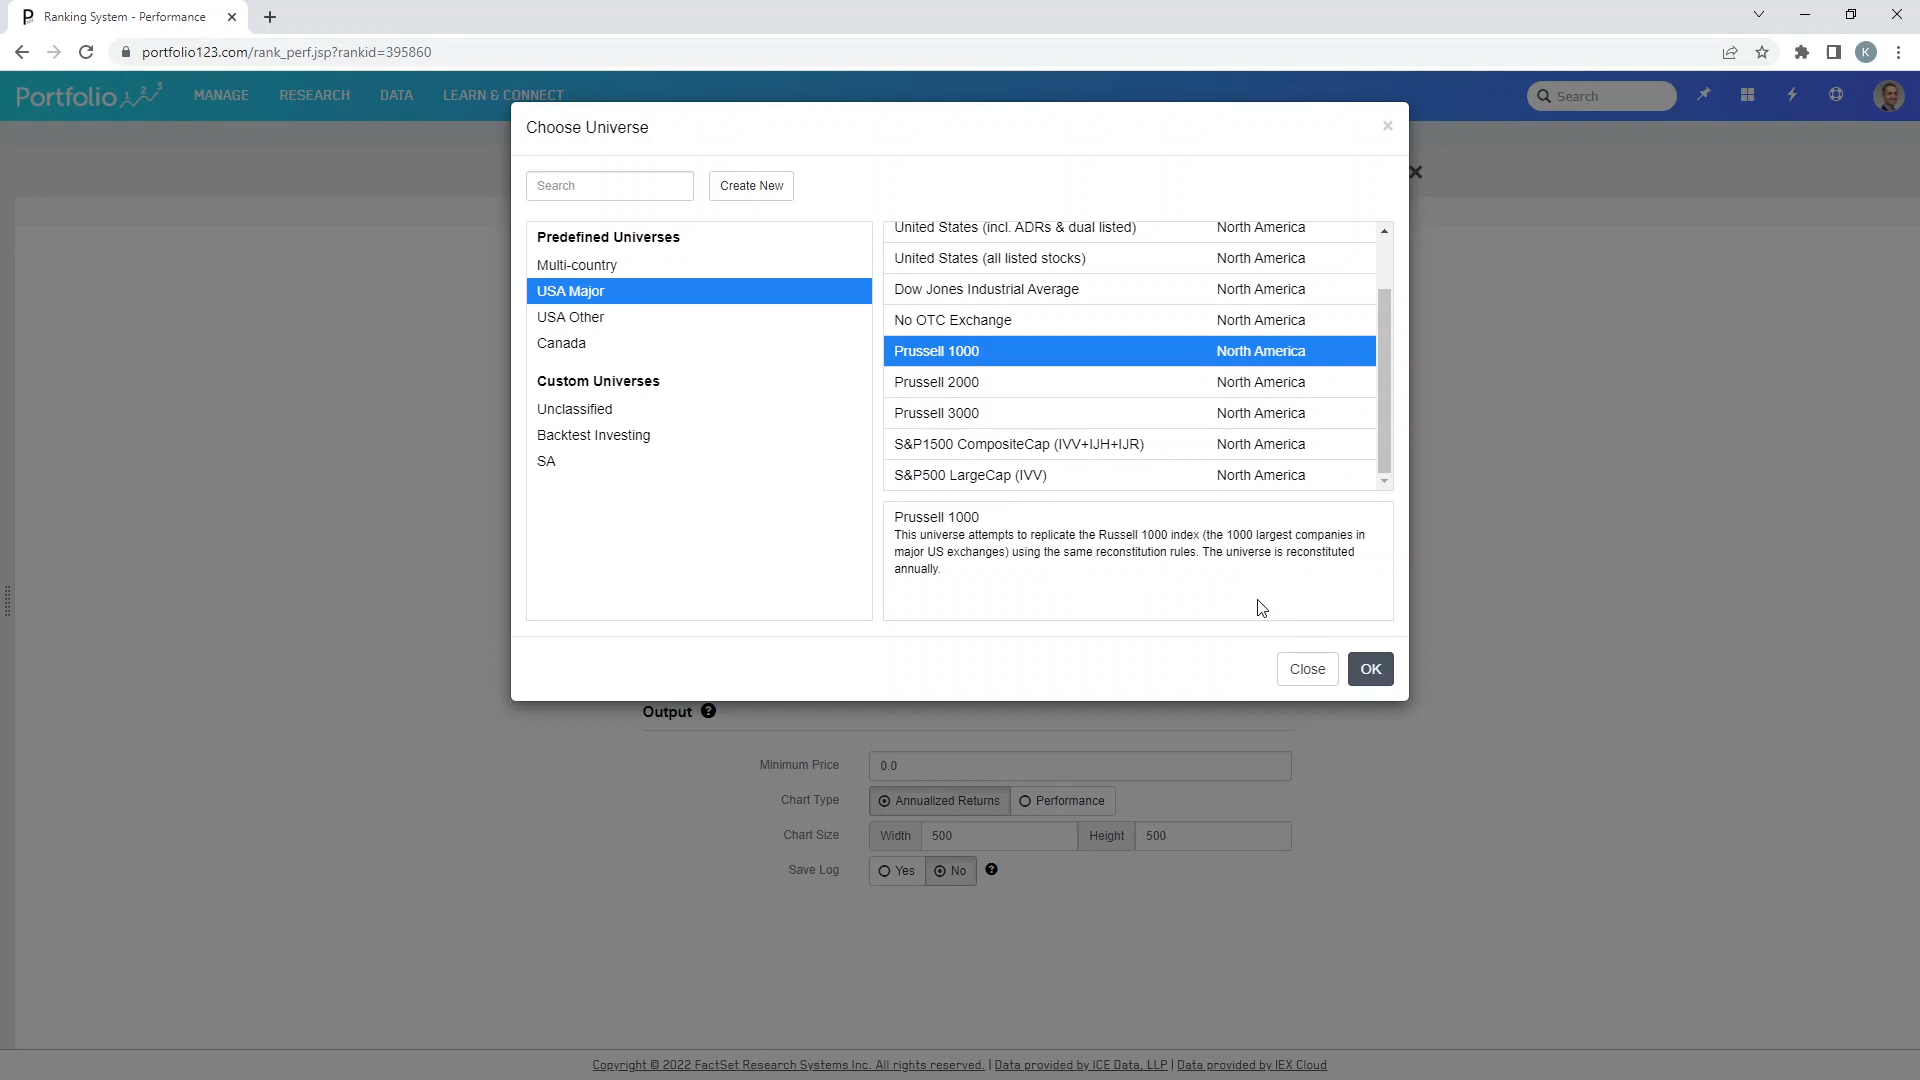 Ranking System - Performance
portfolio123.com/rank_perf.jsp?rankid=395860
K
Portfolio 1 2 3
MANAGE
RESEARCH
DATA
LEARN & CONNECT
Search
Choose Universe
Search
Create New
Predefined Universes
Multi-country
USA Major
USA Other
Canada
Custom Universes
Unclassified
Backtest Investing
SA
United States (incl. ADRs & dual listed) North America
United States (all listed stocks) North America
Dow Jones Industrial Average North America
No OTC Exchange North America
Prussell 1000 North America
Prussell 2000 North America
Prussell 3000 North America
S&P1500 CompositeCap (IVV+IJH+IJR) North America
S&P500 LargeCap (IVV) North America
Prussell 1000
This universe attempts to replicate the Russell 1000 index (the 1000 largest companies in
major US exchanges) using the same reconstitution rules. The universe is reconstituted
annually.
Close
OK
Output
Minimum Price 0.0
Chart Type Annualized Returns Performance
Chart Size Width 500 Height 500
Save Log Yes No
Copyright © 2022 FactSet Research Systems Inc. All rights reserved. | Data provided by ICE Data, LLP | Data provided by IEX Cloud